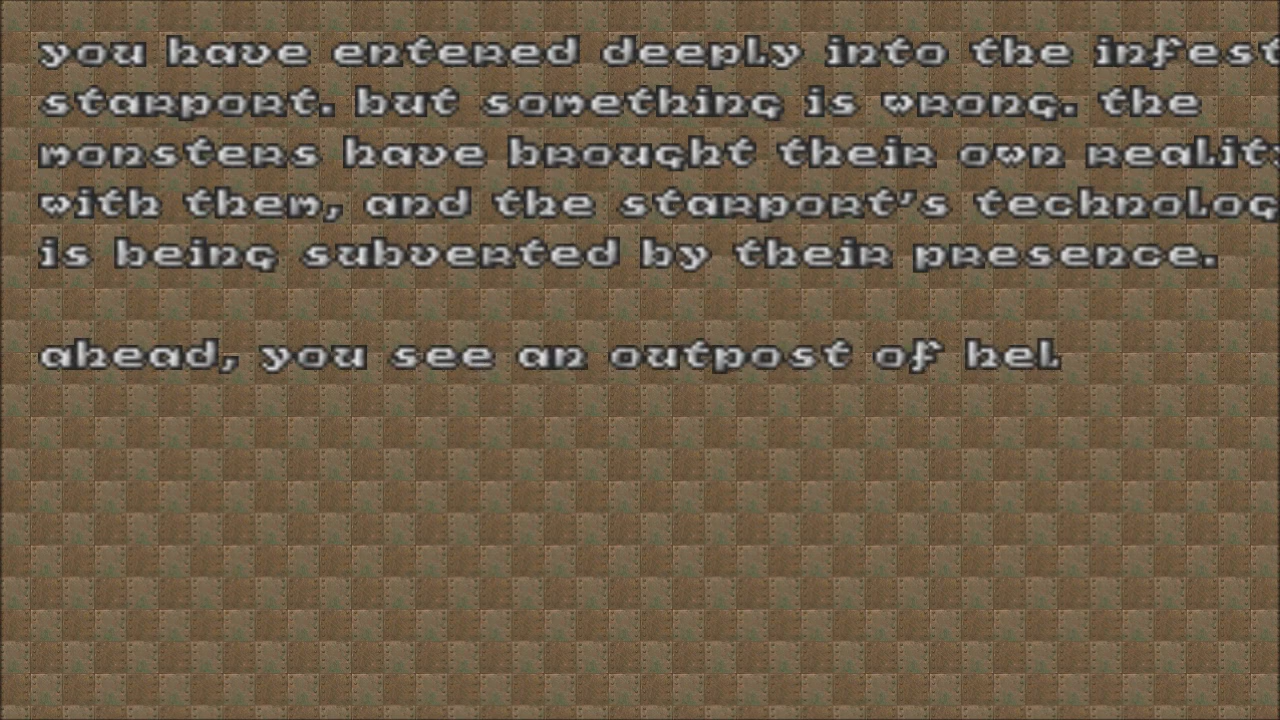 you have entered deeply into the infest
starport. but something is wrong. the
monsters have brought their own realit
with them, and the starport's technolog
is being subverted by their presence.
ahead, you see an outpost of hel